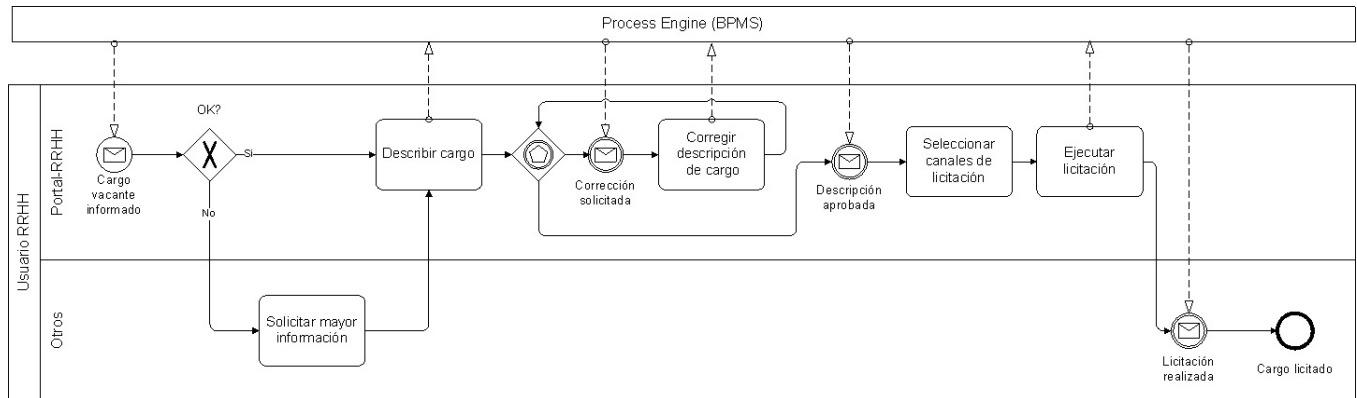 Process Engine (BPMS)
Usuario RRHH
Portal-RRHH
Otros
Cargo
vacante
informado
OK?
Si
No
Solicitar mayor
información
Describir cargo
Corrección
solicitada
Corregir
descripción
de cargo
Descripción
aprobada
Seleccionar
canales de
licitación
Ejecutar
licitación
Licitación
realizada
Cargo licitado